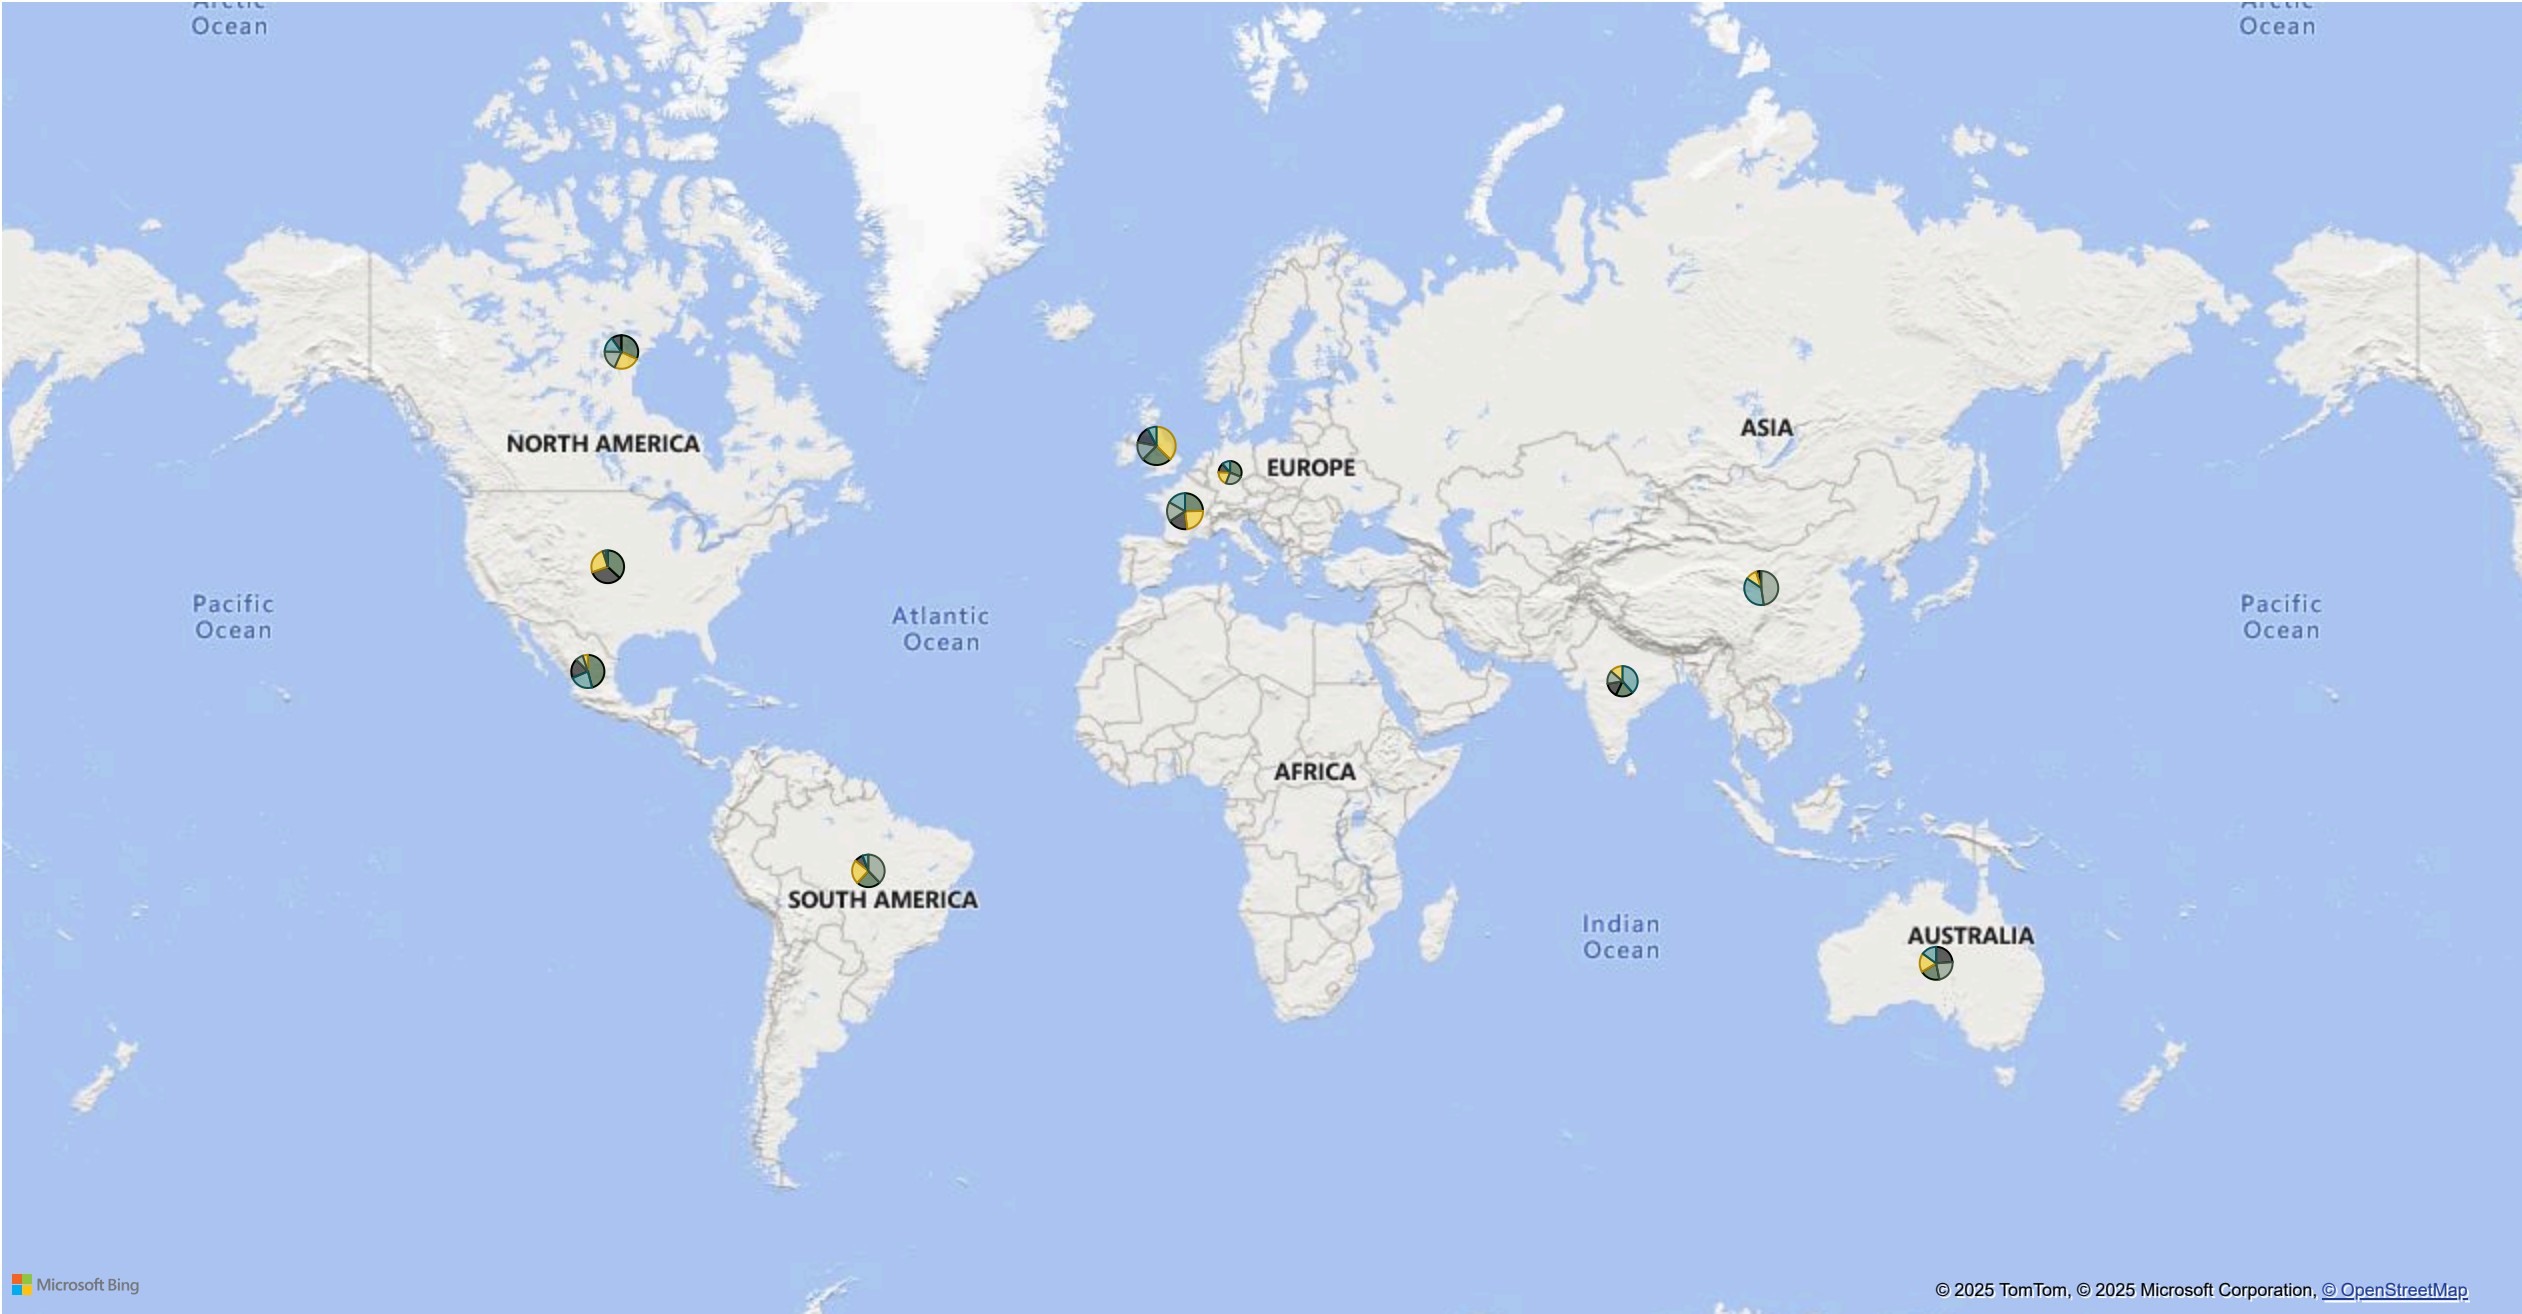 Ocean
Ocean
NORTH AMERICA
ASIA
EUROPE
Pacific
Ocean
Atlantic
Ocean
Pacific
Ocean
AFRICA
SOUTH AMERICA
Indian
Ocean
AUSTRALIA
Microsoft Bing
© 2025 TomTom, © 2025 Microsoft Corporation, © OpenStreetMap